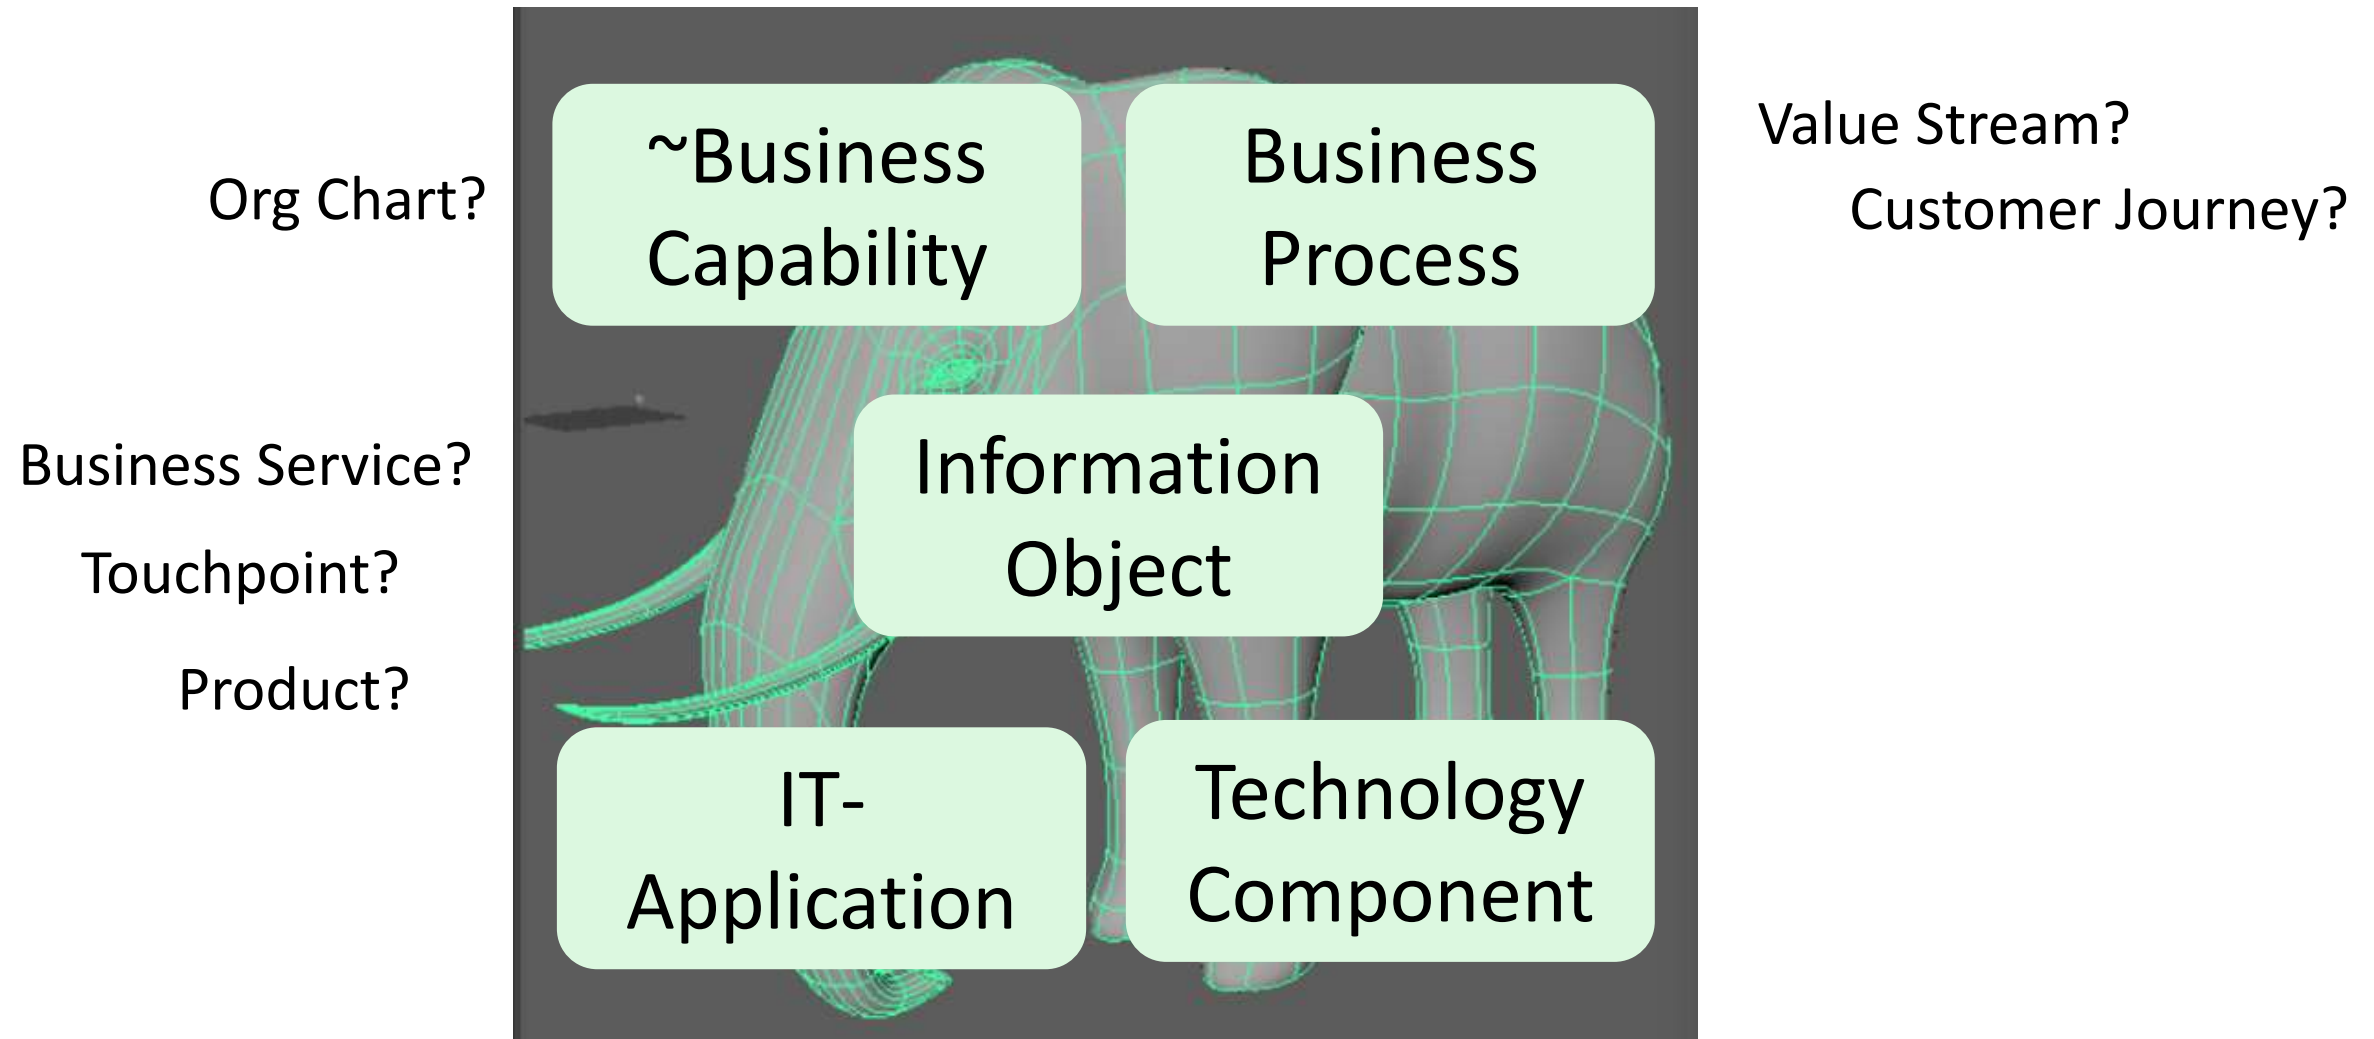 Org Chart?
Business Service?
Touchpoint?
Product?
~Business
Capability
Business
Process
Information
Object
IT-
Application
Technology
Component
Value Stream?
Customer Journey?